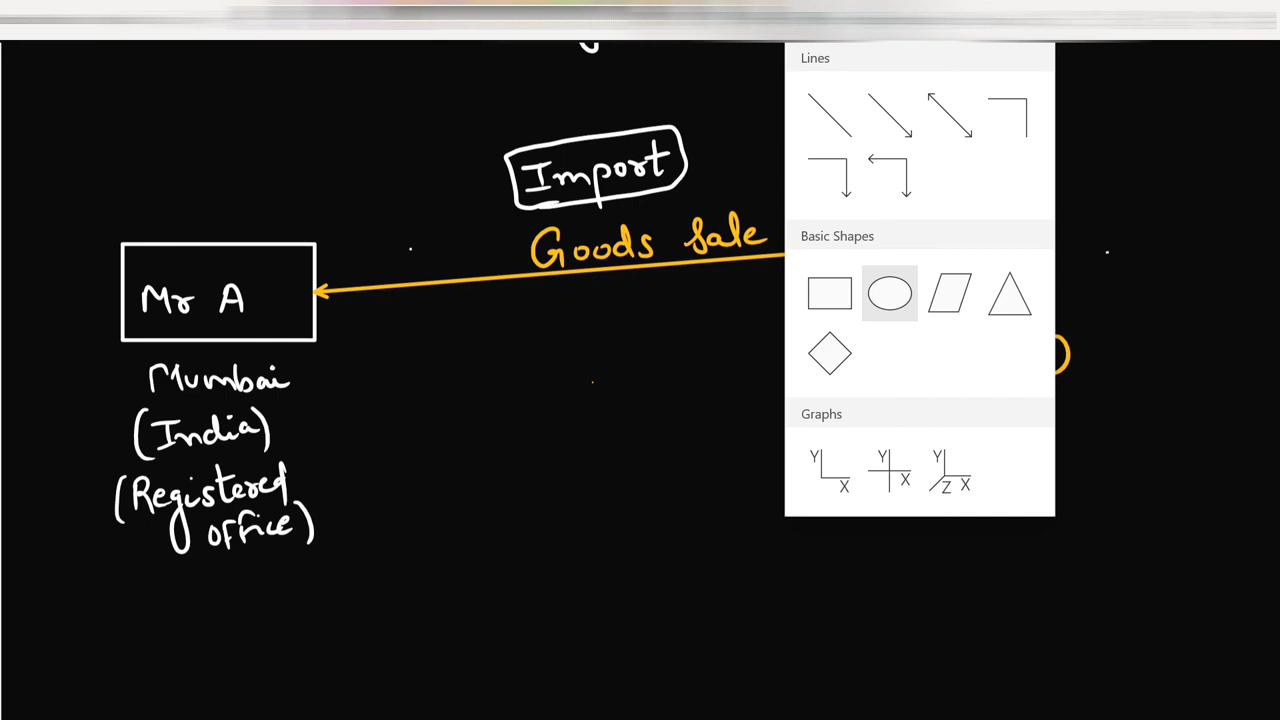 Lines
Import
Goods Sale
Basic Shapes
Mr A
Mumbai
(India)
(Registered
office)
Graphs
Y
X
Y
X
Y
Z X